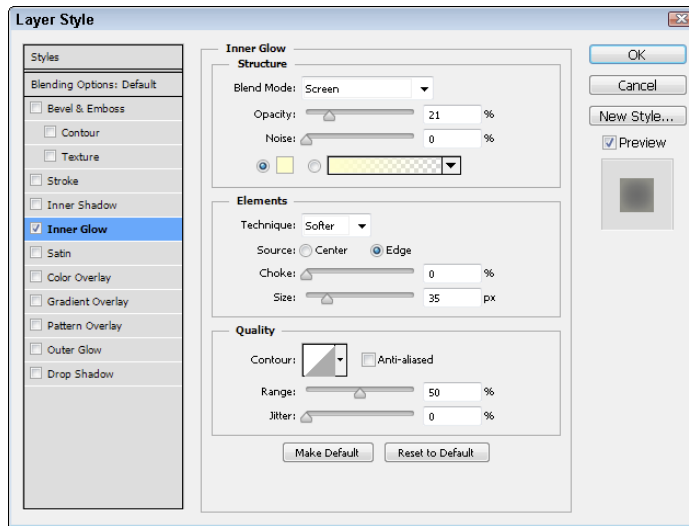 Layer Style
Styles
Blending Options: Default
Bevel & Emboss
Contour
Texture
Stroke
Inner Shadow
Inner Glow
Satin
Color Overlay
Gradient Overlay
Pattern Overlay
Outer Glow
Drop Shadow
Inner Glow
Structure
Blend Mode: Screen
Opacity: 21 %
Noise: 0 %
Elements
Technique: Softer
Source: Center Edge
Choke: 0 %
Size: 35 px
Quality
Contour: Anti-aliased
Range: 50 %
Jitter: 0 %
Make Default Reset to Default
OK
Cancel
New Style...
Preview